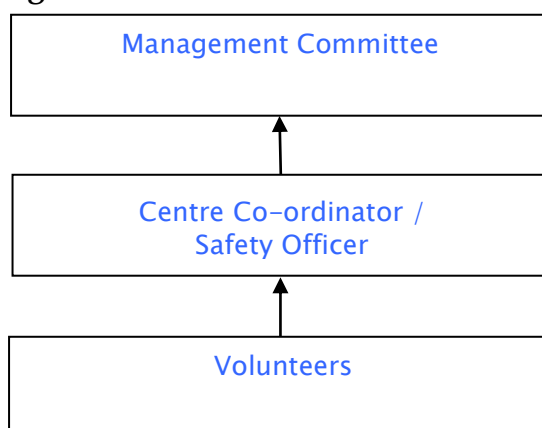 Management Committee
Centre Co-ordinator /
Safety Officer
Volunteers